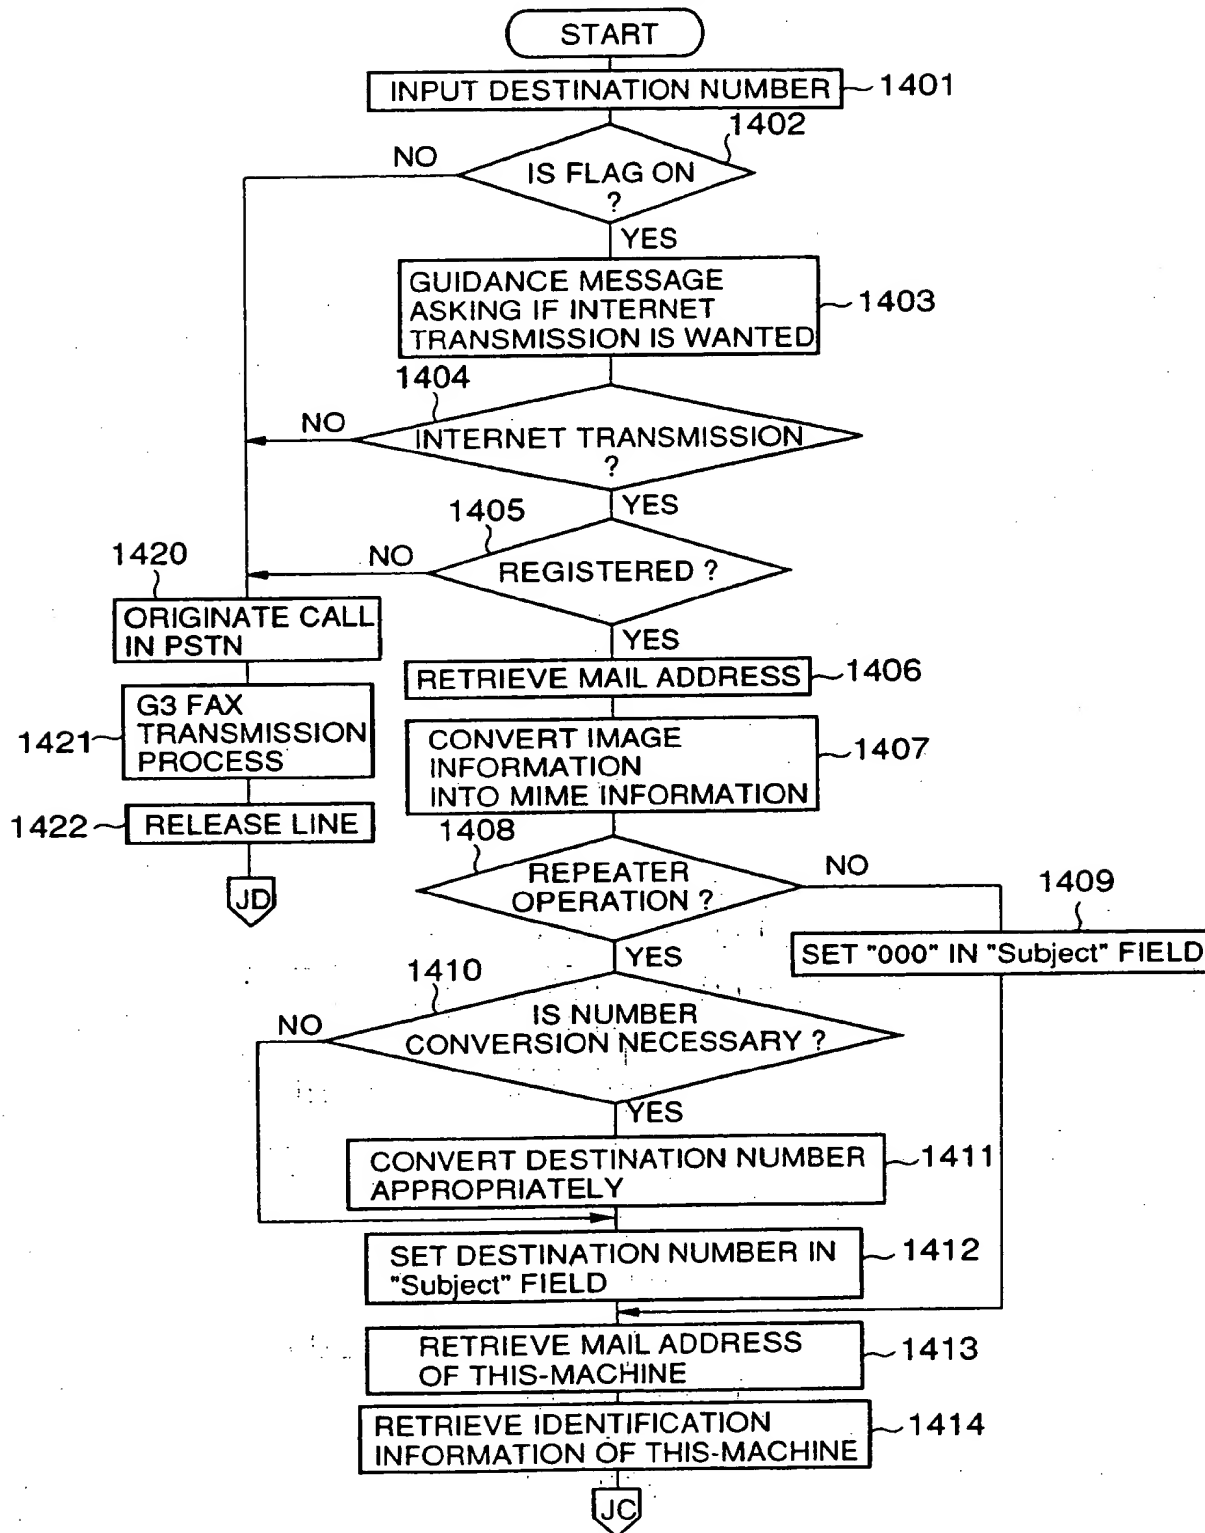 START
INPUT DESTINATION NUMBER
1401
1402
NO
IS FLAG ON
?
YES
GUIDANCE MESSAGE
ASKING IF INTERNET
TRANSMISSION IS WANTED
1403
1404
NO
INTERNET TRANSMISSION
?
YES
1405
NO
REGISTERED ?
YES
1420
ORIGINATE CALL
IN PSTN
RETRIEVE MAIL ADDRESS
1406
1421
G3 FAX
TRANSMISSION
PROCESS
CONVERT IMAGE
INFORMATION
INTO MIME INFORMATION
1407
1422
RELEASE LINE
JD
1408
REPEATER
OPERATION ?
NO
YES
1409
SET "000" IN "Subject" FIELD
1410
NO
IS NUMBER
CONVERSION NECESSARY ?
YES
CONVERT DESTINATION NUMBER
APPROPRIATELY
1411
SET DESTINATION NUMBER IN
"Subject" FIELD
1412
RETRIEVE MAIL ADDRESS
OF THIS-MACHINE
1413
RETRIEVE IDENTIFICATION
INFORMATION OF THIS-MACHINE
1414
JC